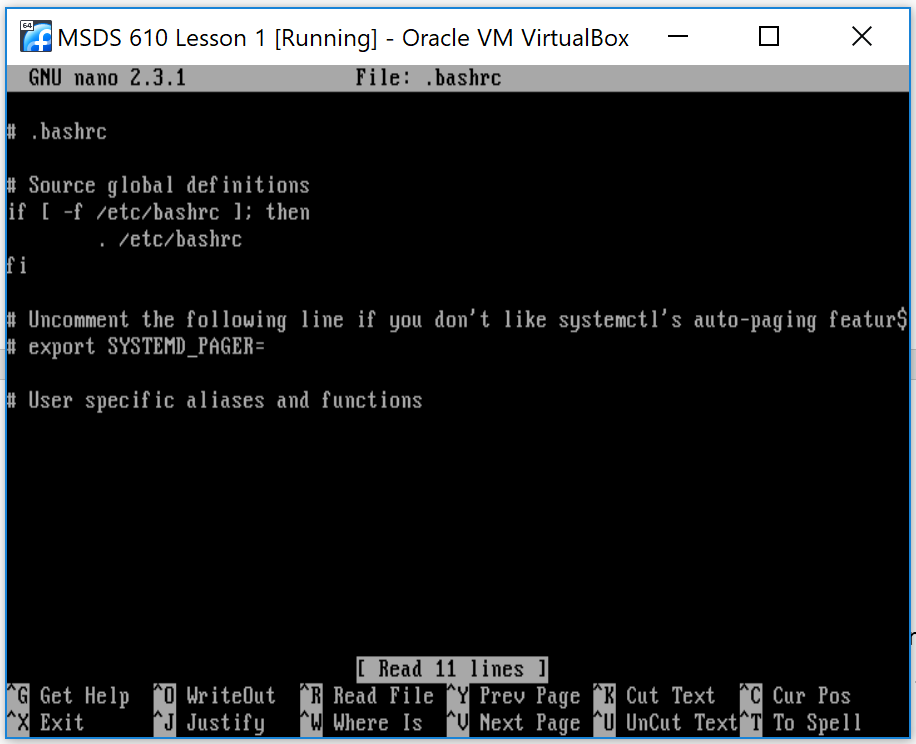 64
MSDS 610 Lesson 1 [Running] - Oracle VM VirtualBox
GNU nano 2.3.1 File: .bashrc
# .bashrc
# Source global definitions
if [ -f /etc/bashrc ]; then
. /etc/bashrc
fi
# Uncomment the following line if you don't like systemctl's auto-paging featur$
# export SYSTEMD_PAGER=
# User specific aliases and functions
[ Read 11 lines ]
^G Get Help ^O WriteOut ^R Read File ^Y Prev Page ^K Cut Text ^C Cur Pos
^X Exit ^J Justify ^W Where Is ^V Next Page ^U UnCut Text ^T To Spell